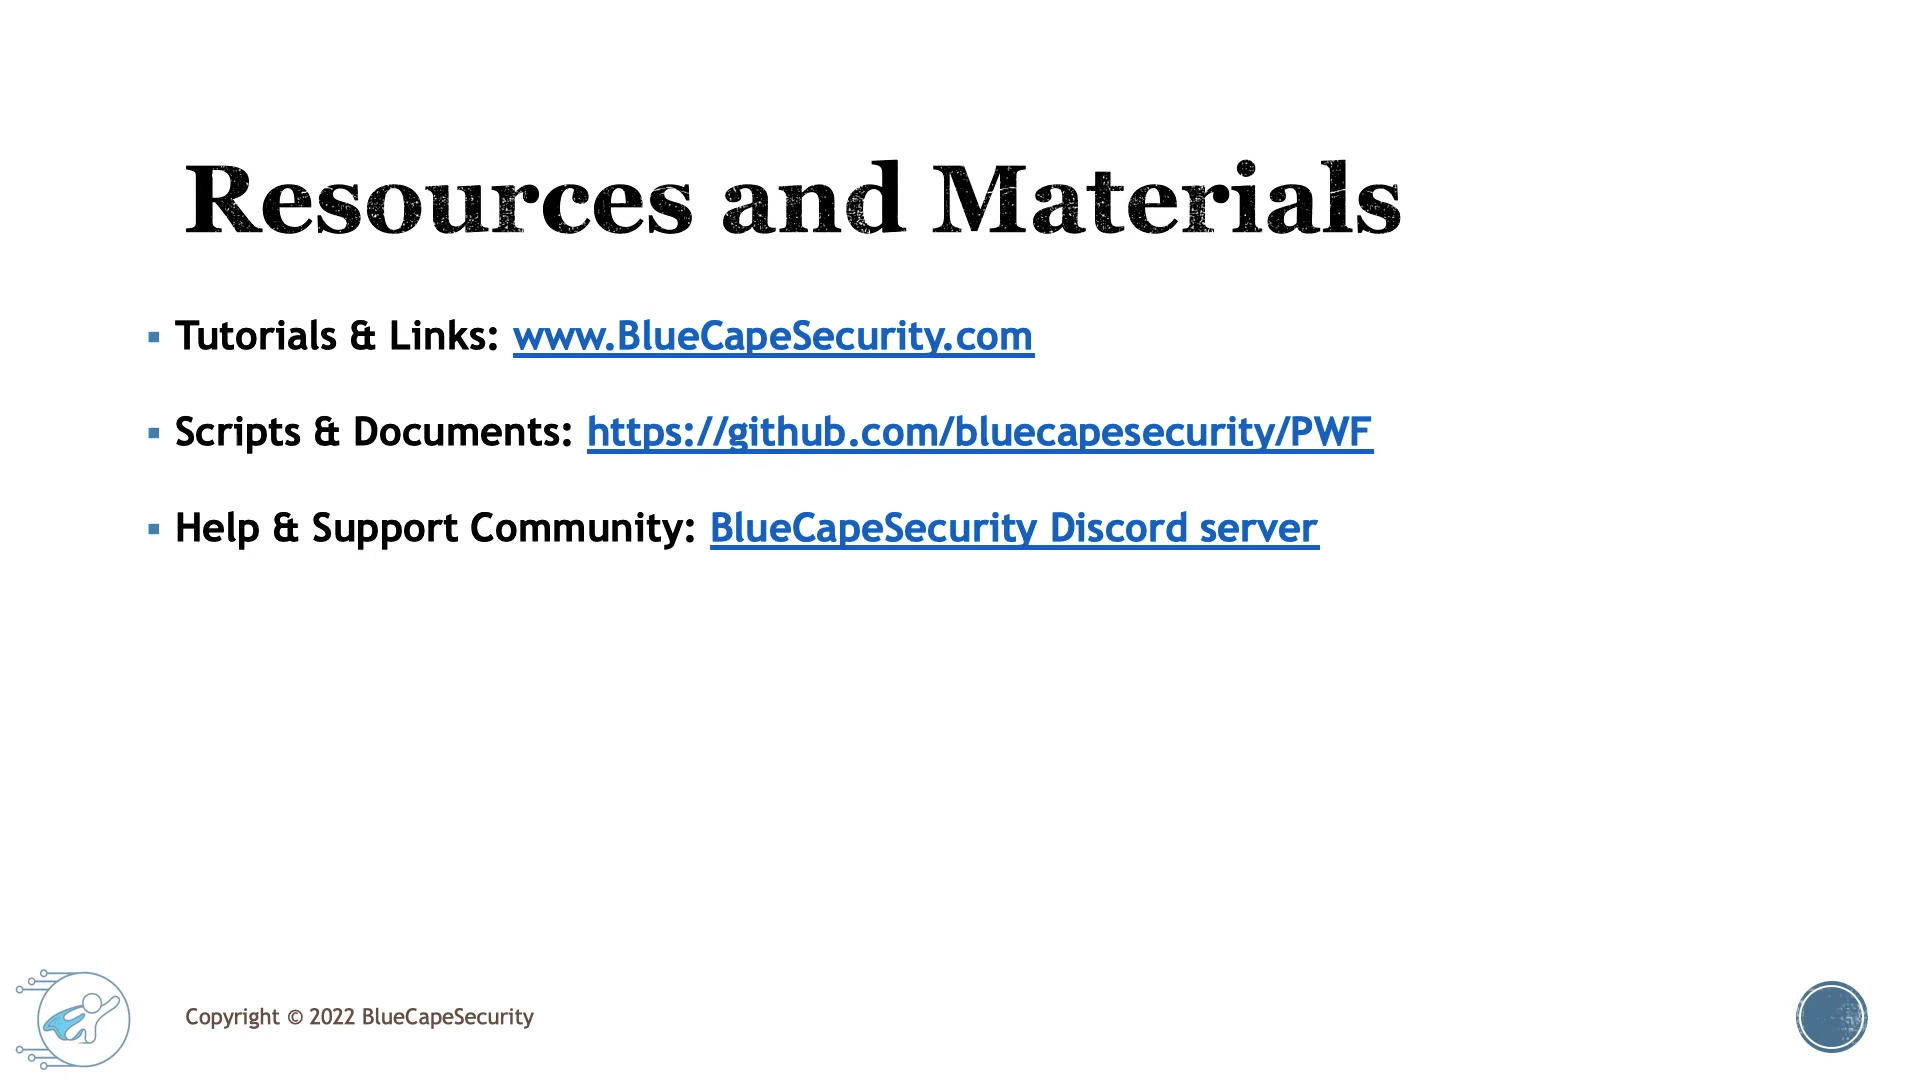 Resources and Materials
▪ Tutorials & Links: www.BlueCapeSecurity.com
▪ Scripts & Documents: https://github.com/bluecapesecurity/PWF
▪ Help & Support Community: BlueCapeSecurity Discord server
Copyright © 2022 BlueCapeSecurity